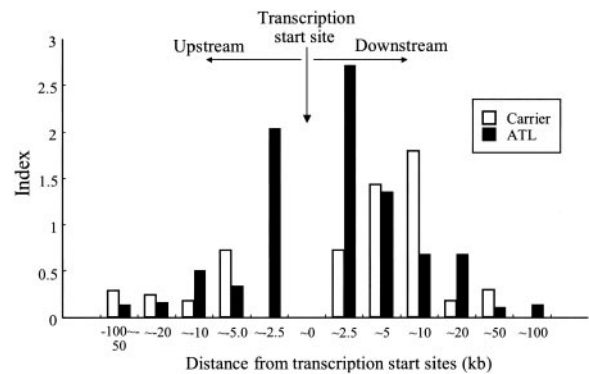 Transcription
start site
Upstream
Downstream
3
2.5
2
1.5
1
0.5
0
Index
Carrier
ATL
-100~-
50
~-20
~-10
~-5.0
~-2.5
~0
~2.5
~5
~10
~20
~50
~100
Distance from transcription start sites (kb)